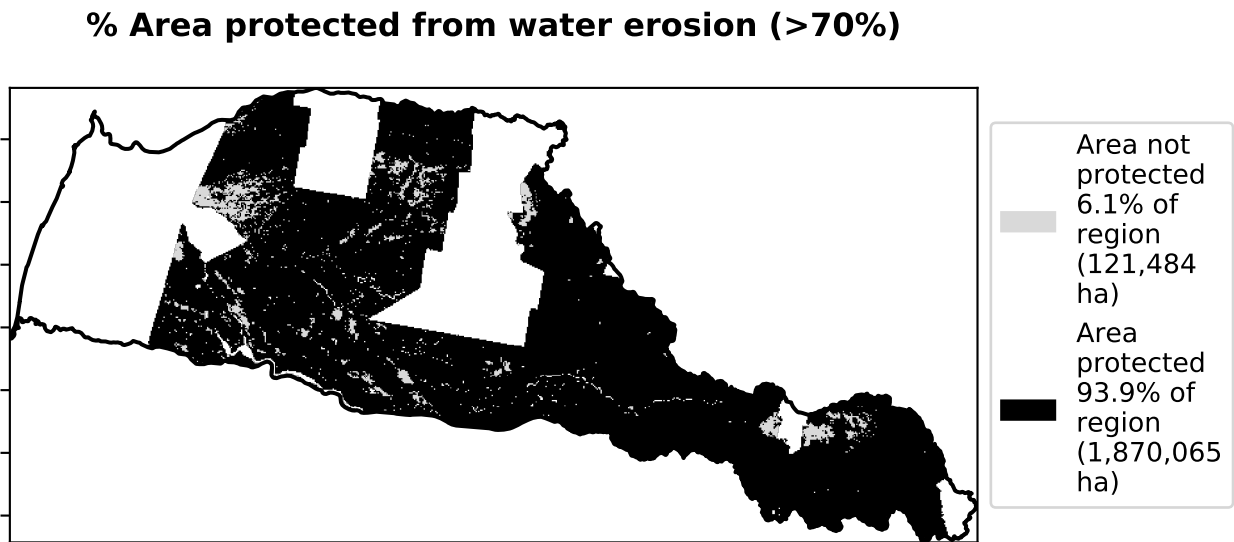 % Area protected from water erosion (>70%)
Area not
protected
6.1% of
region
(121,484
ha)
Area
protected
93.9% of
region
(1,870,065
ha)